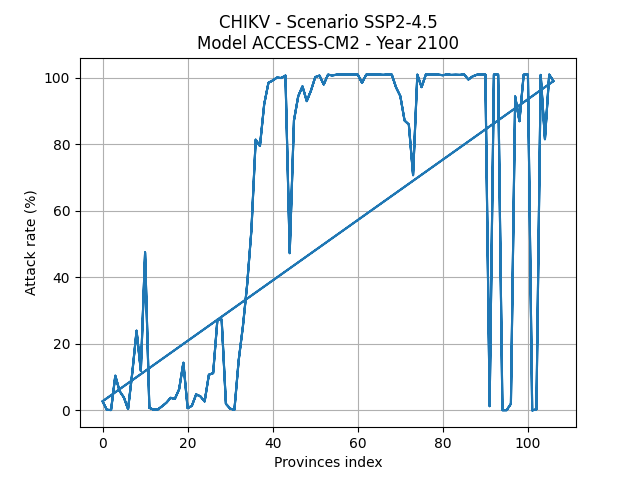 CHIKV - Scenario SSP2-4.5
Model ACCESS-CM2 - Year 2100
Attack rate (%)
100
80
60
40
20
0
0 20 40 60 80 100
Provinces index